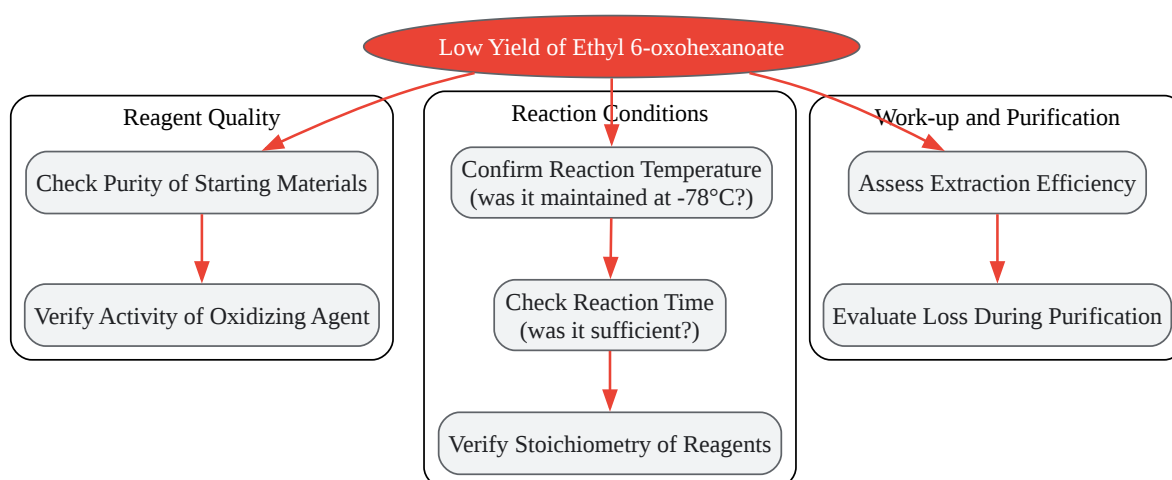 Low Yield of Ethyl 6-oxohexanoate
Reagent Quality
Check Purity of Starting Materials
Verify Activity of Oxidizing Agent
Reaction Conditions
Confirm Reaction Temperature
(was it maintained at -78°C?)
Check Reaction Time
(was it sufficient?)
Verify Stoichiometry of Reagents
Work-up and Purification
Assess Extraction Efficiency
Evaluate Loss During Purification